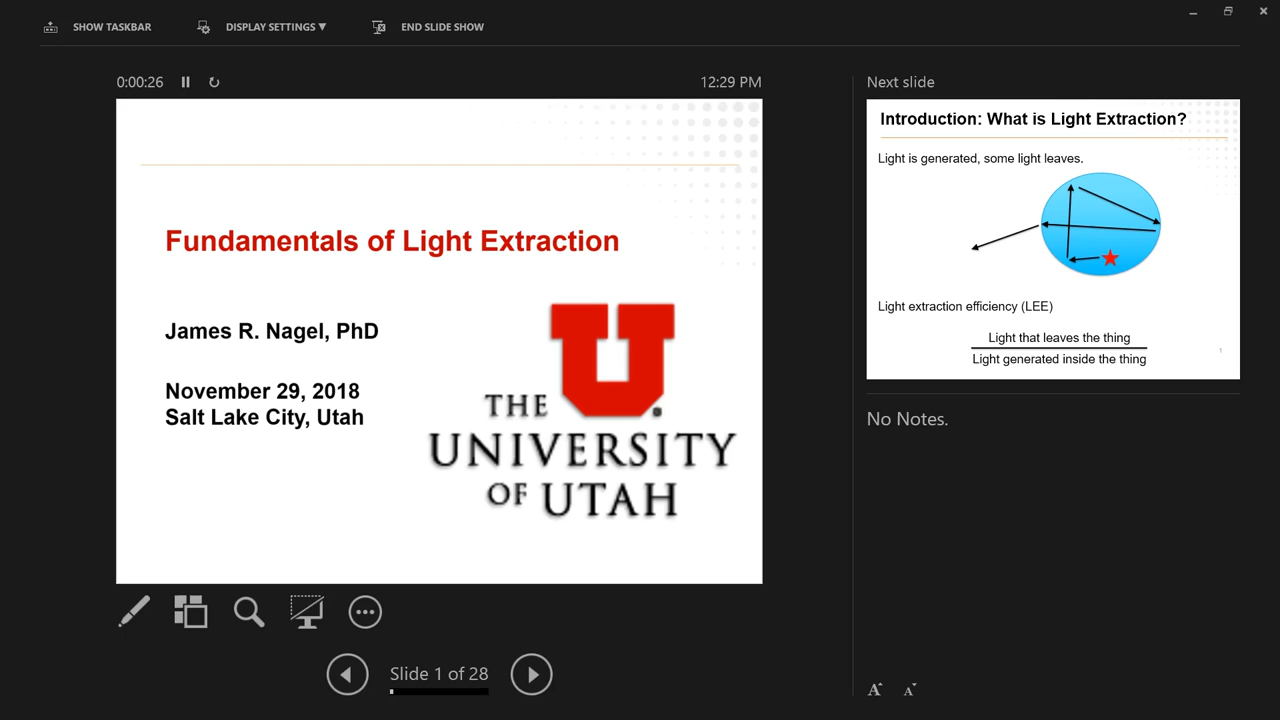 SHOW TASKBAR
DISPLAY SETTINGS ▼
END SLIDE SHOW
0:00:26
12:29 PM
Fundamentals of Light Extraction
James R. Nagel, PhD
November 29, 2018
Salt Lake City, Utah
U
THE
UNIVERSITY
OF UTAH
Slide 1 of 28
Next slide
Introduction: What is Light Extraction?
Light is generated, some light leaves.
Light extraction efficiency (LEE)
Light that leaves the thing
Light generated inside the thing
1
No Notes.
A A